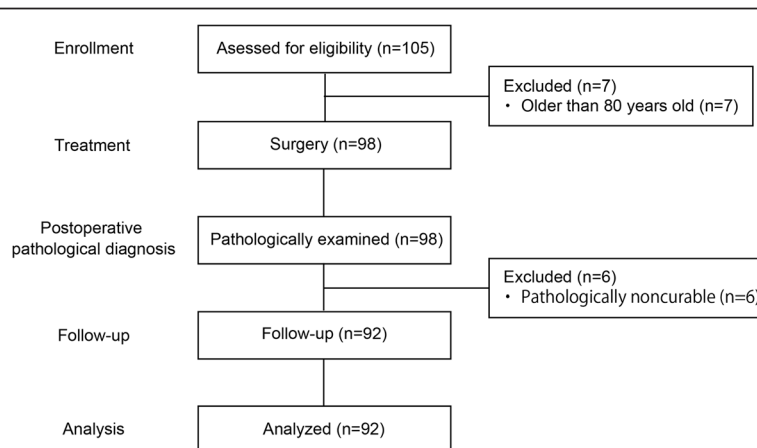 Enrollment
Asessed for eligibility (n=105)
Excluded (n=7)
・ Older than 80 years old (n=7)
Treatment
Surgery (n=98)
Postoperative
pathological diagnosis
Pathologically examined (n=98)
Excluded (n=6)
・ Pathologically noncurable (n=6)
Follow-up
Follow-up (n=92)
Analysis
Analyzed (n=92)